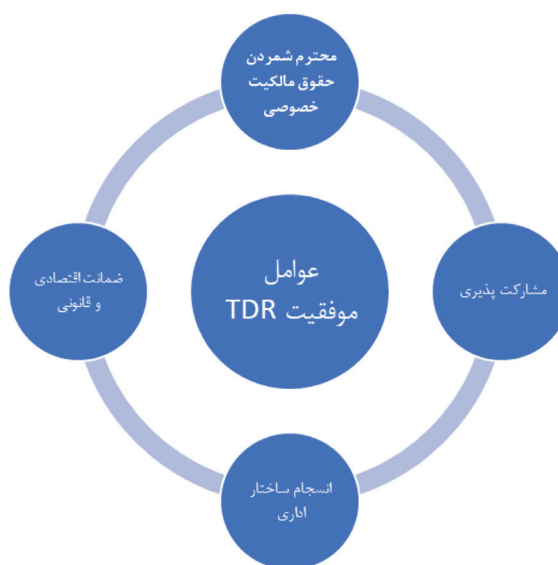 محترم شمردن
حقوق مالکیت
خصوصی
عوامل
موفقیت TDR
مشارکت پذیری
ضمانت اقتصادی
و قانونی
انسجام ساختار
اداری